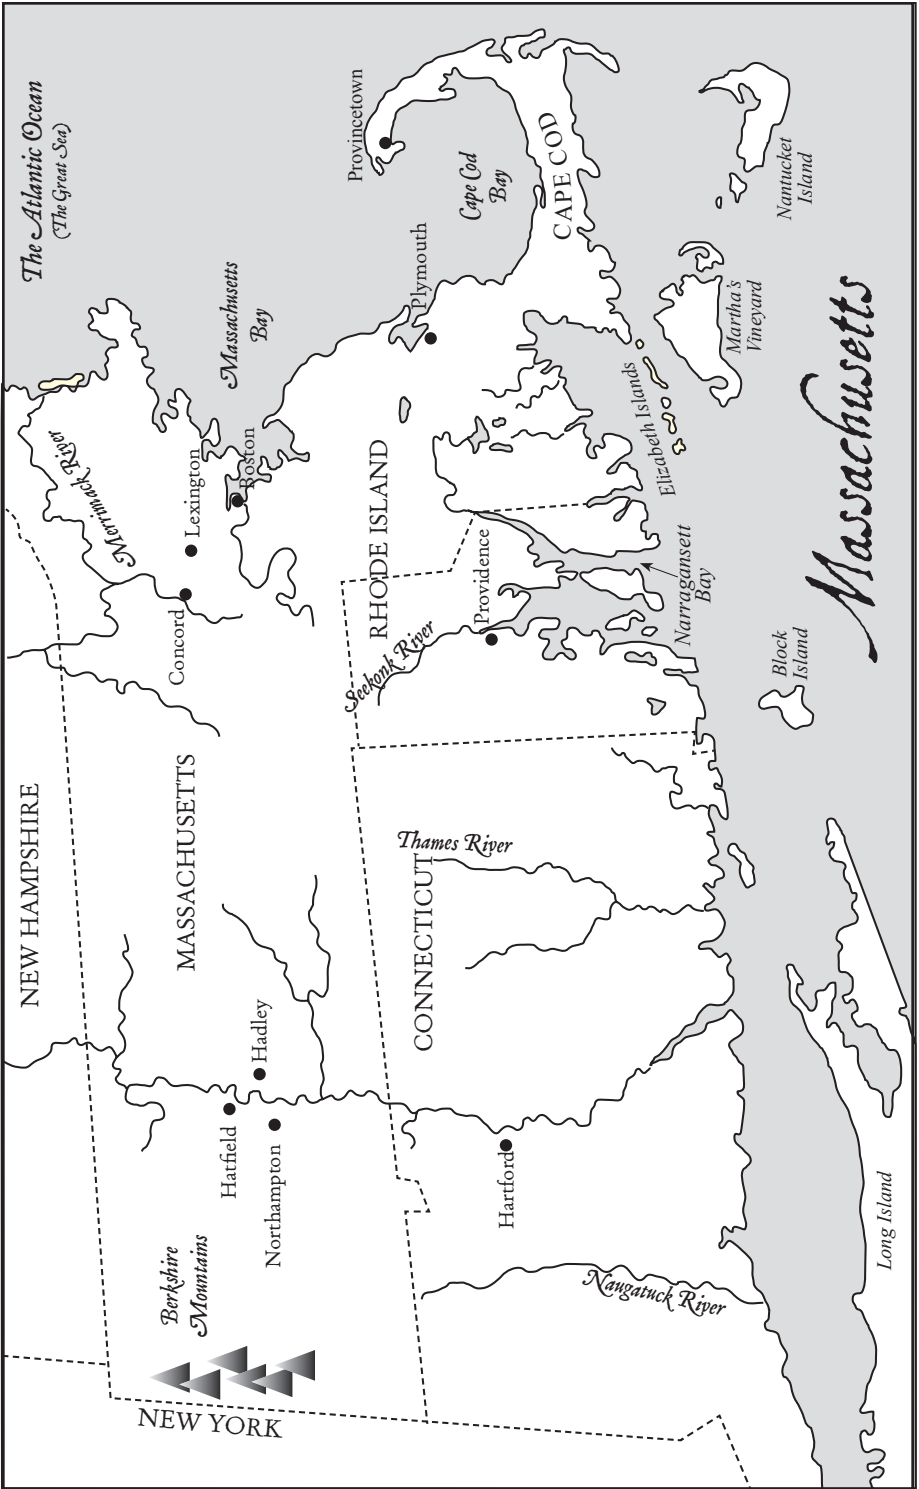 The Atlantic Ocean
(The Great Sea)
Massachusetts
Bay
Provincetown
Cape Cod
Bay
CAPE COD
Plymouth
Nantucket
Island
Martha's
Vineyard
Elizabeth Islands
Massachusetts
Merrimack River
Lexington
Boston
Concord
RHODE ISLAND
Providence
Seekonk River
Narragansett
Bay
Block
Island
NEW HAMPSHIRE
MASSACHUSETTS
Thames River
CONNECTICUT
Hadley
Hatfield
Northampton
Hartford
Berkshire
Mountains
Naugatuck River
Long Island
NEW YORK